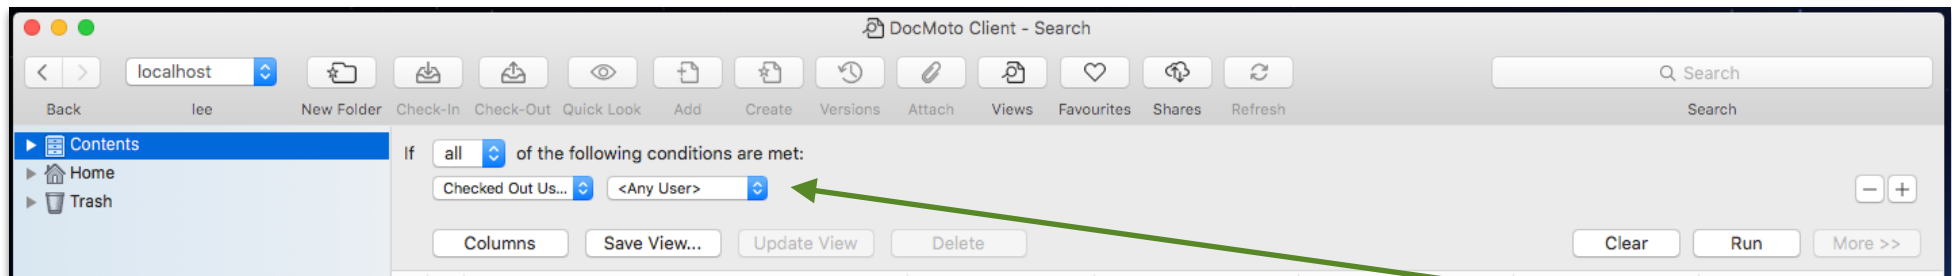 DocMoto Client - Search
localhost
Search
Back
lee
New Folder
Check-In
Check-Out
Quick Look
Add
Create
Versions
Attach
Views
Favourites
Shares
Refresh
Search
Contents
Home
Trash
If all of the following conditions are met:
Checked Out Us... <Any User>
Columns
Save View...
Update View
Delete
Clear
Run
More >>